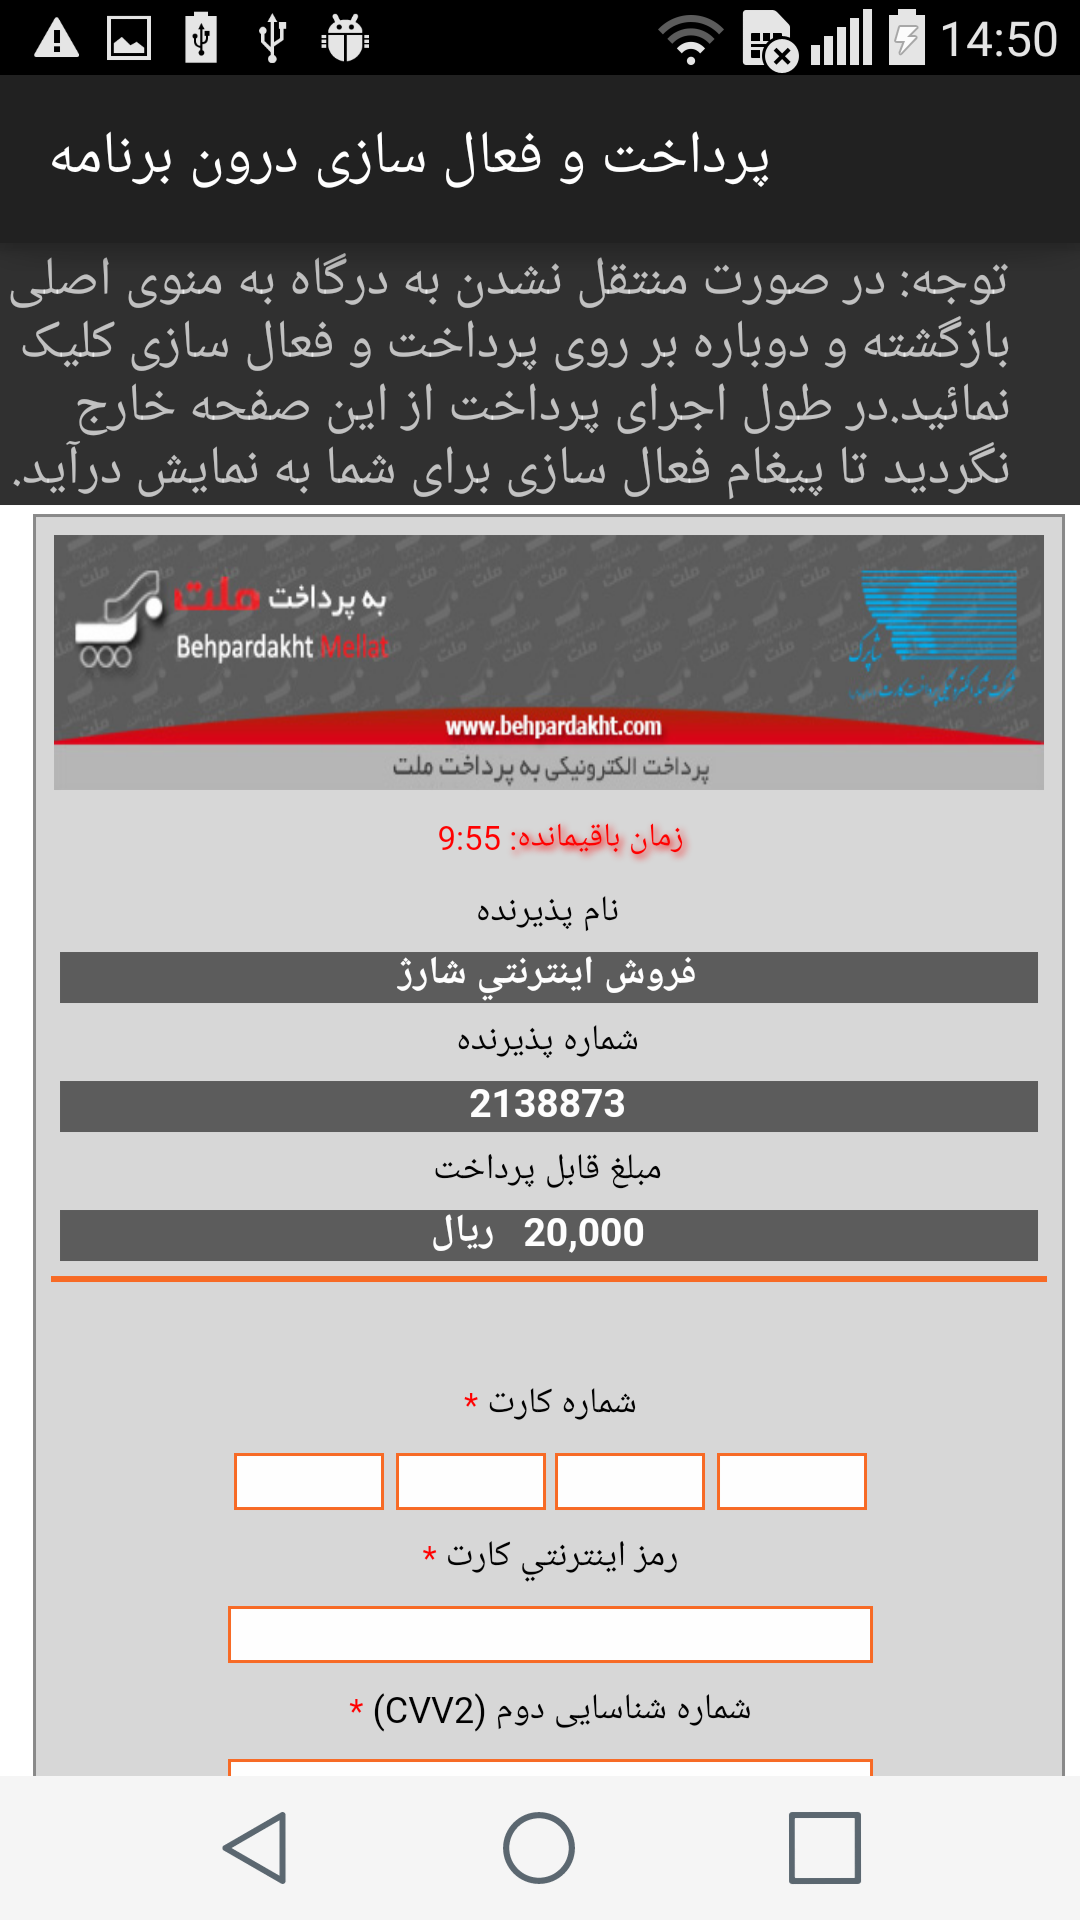 14:50
پرداخت و فعال سازی درون برنامه
توجه: در صورت منتقل نشدن به درگاه به منوی اصلی
بازگشته و دوباره بر روی پرداخت و فعال سازی کلیک
نمائید.در طول اجرای پرداخت از این صفحه خارج
نگردید تا پیغام فعال سازی برای شما به نمایش درآید.
به پرداخت ملت
Behpardakht Mellat
شاپرک
www.behpardakht.com
پرداخت الکترونیکی به پرداخت ملت
زمان باقیمانده: 9:55
نام پذیرنده
فروش اينترنتي شارژ
شماره پذیرنده
2138873
مبلغ قابل پرداخت
20,000 ریال
شماره کارت *
رمز اینترنتي کارت *
شماره شناسایی دوم (CVV2) *